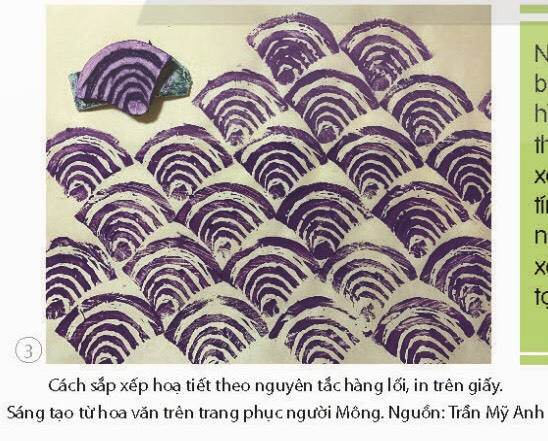 3
Cách sắp xếp hoạ tiết theo nguyên tắc hàng lối, in trên giấy.
Sáng tạo từ hoa văn trên trang phục người Mông. Nguồn: Trần Mỹ Anh